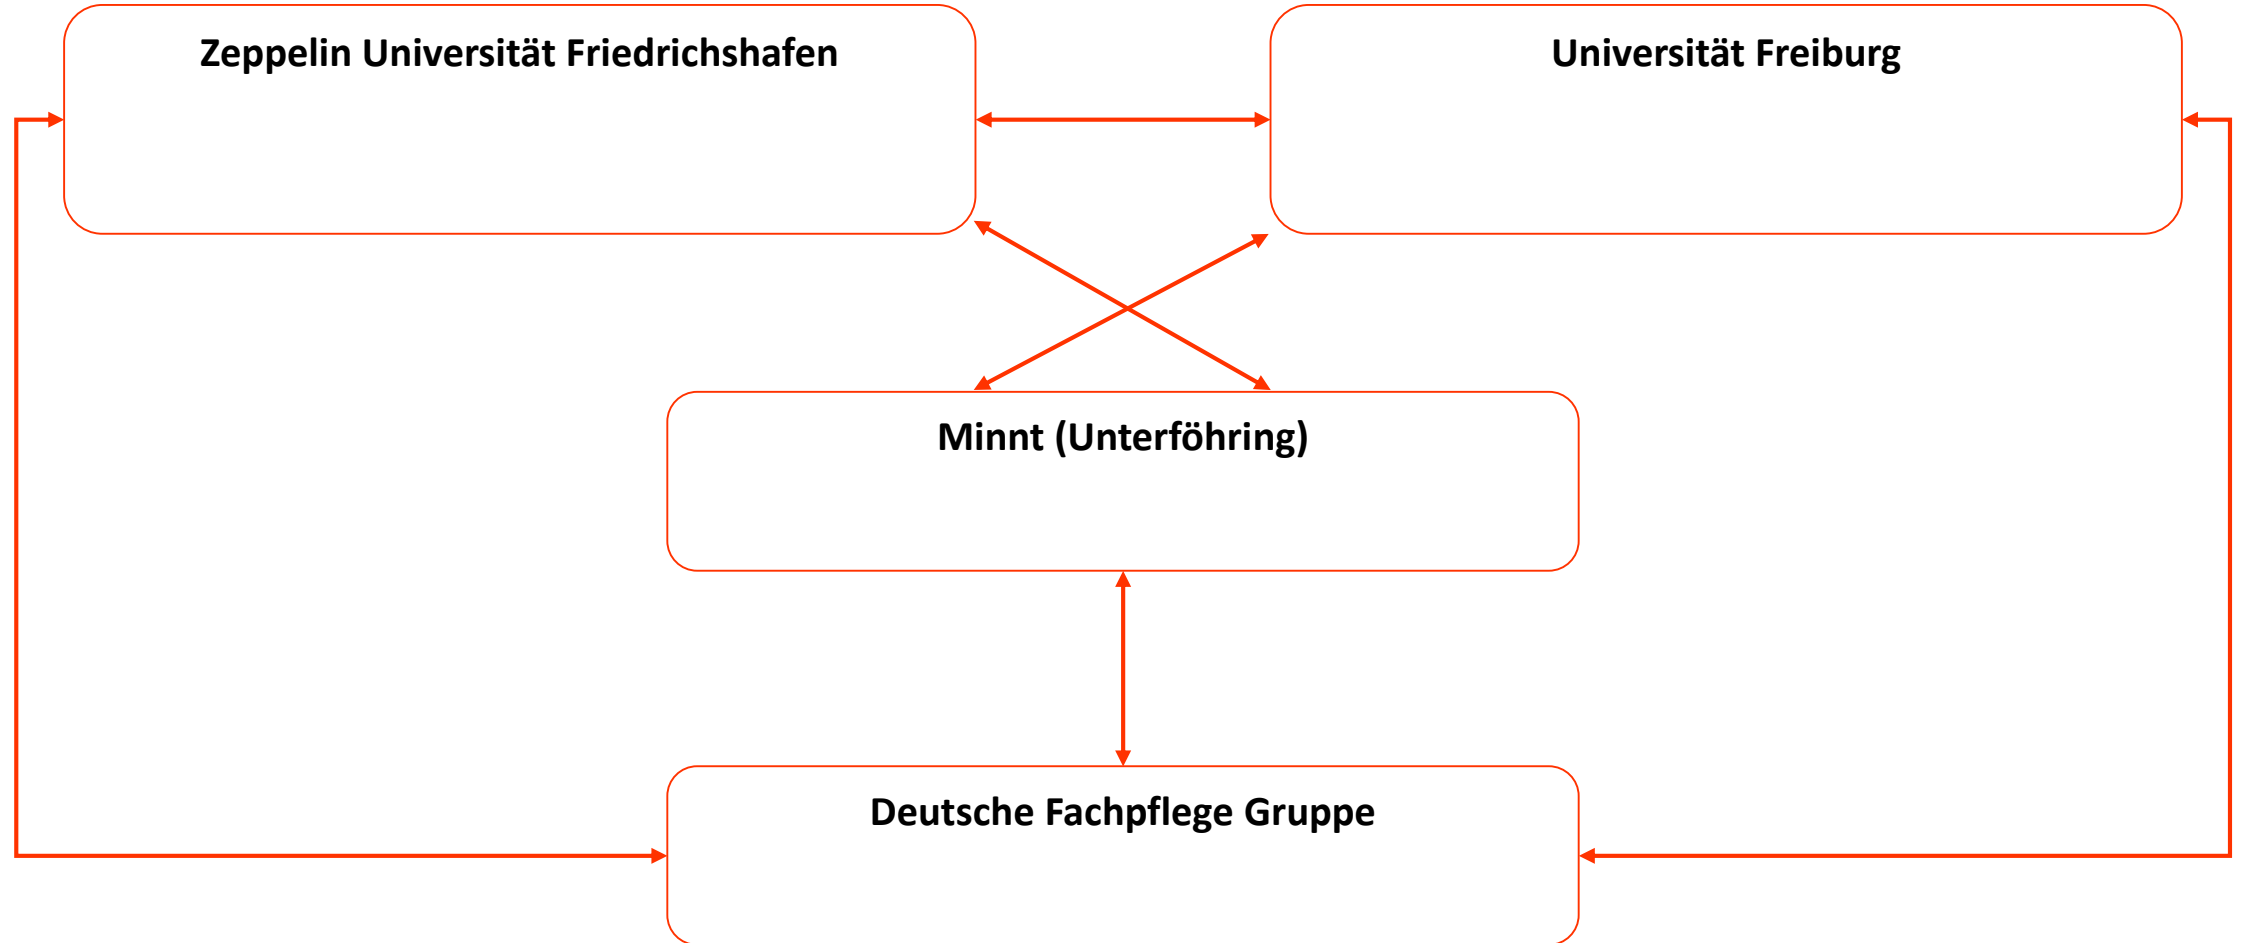 Zeppelin Universität Friedrichshafen
Universität Freiburg
Minnt (Unterföhring)
Deutsche Fachpflege Gruppe